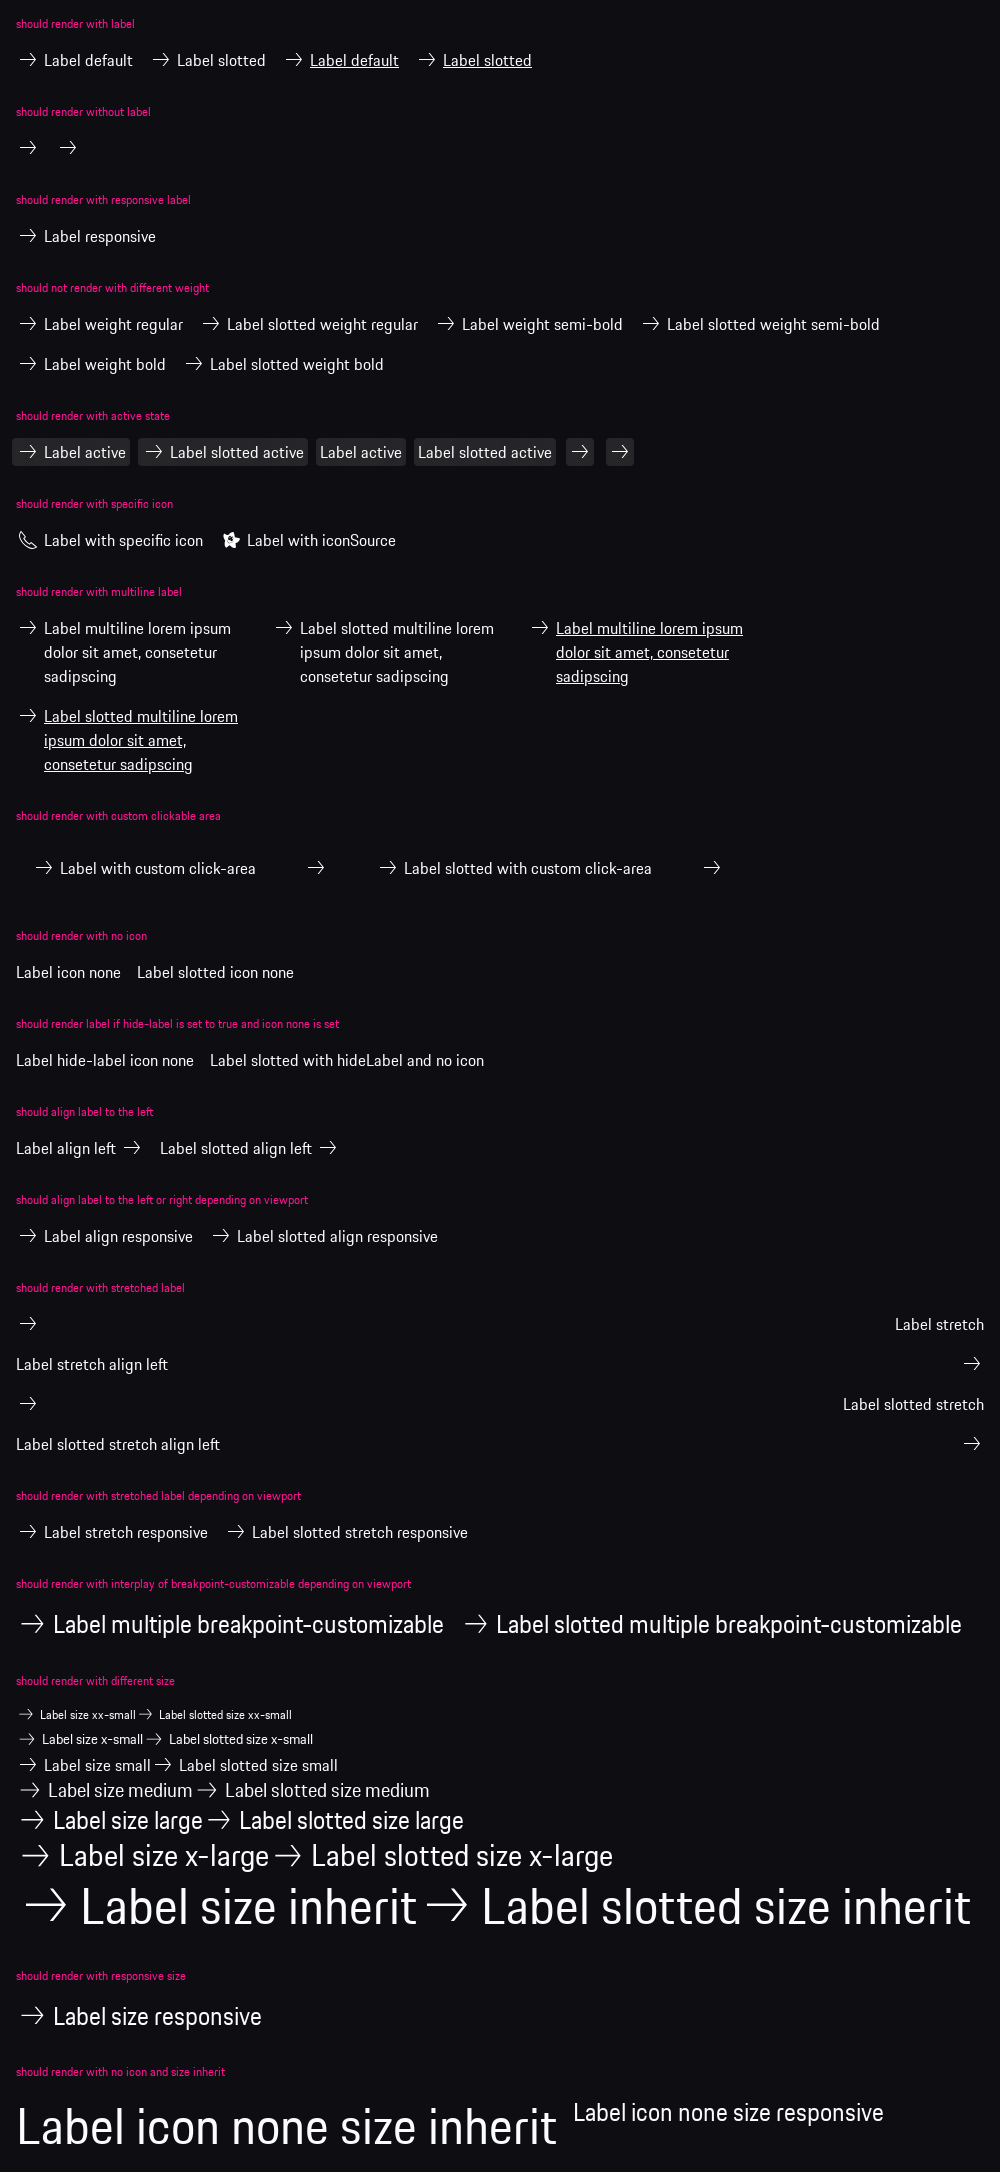 should render with label
Label default Label slotted Label default Label slotted
should render without label
should render with responsive label
Label responsive
should not render with different weight
Label weight regular Label slotted weight regular Label weight semi-bold Label slotted weight semi-bold
Label weight bold Label slotted weight bold
should render with active state
Label active Label slotted active Label active Label slotted active
should render with specific icon
Label with specific icon Label with iconSource
should render with multiline label
Label multiline lorem ipsum Label slotted multiline lorem Label multiline lorem ipsum
dolor sit amet, consetetur ipsum dolor sit amet, dolor sit amet, consetetur
sadipscing consetetur sadipscing sadipscing
Label slotted multiline lorem
ipsum dolor sit amet,
consetetur sadipscing
should render with custom clickable area
Label with custom click-area Label slotted with custom click-area
should render with no icon
Label icon none Label slotted icon none
should render label if hide-label is set to true and icon none is set
Label hide-label icon none Label slotted with hideLabel and no icon
should align label to the left
Label align left Label slotted align left
should align label to the left or right depending on viewport
Label align responsive Label slotted align responsive
should render with stretched label
Label stretch
Label stretch align left
Label slotted stretch
Label slotted stretch align left
should render with stretched label depending on viewport
Label stretch responsive Label slotted stretch responsive
should render with interplay of breakpoint-customizable depending on viewport
Label multiple breakpoint-customizable Label slotted multiple breakpoint-customizable
should render with different size
Label size xx-small Label slotted size xx-small
Label size x-small Label slotted size x-small
Label size small Label slotted size small
Label size medium Label slotted size medium
Label size large Label slotted size large
Label size x-large Label slotted size x-large
Label size inherit Label slotted size inherit
should render with responsive size
Label size responsive
should render with no icon and size inherit
Label icon none size inherit Label icon none size responsive